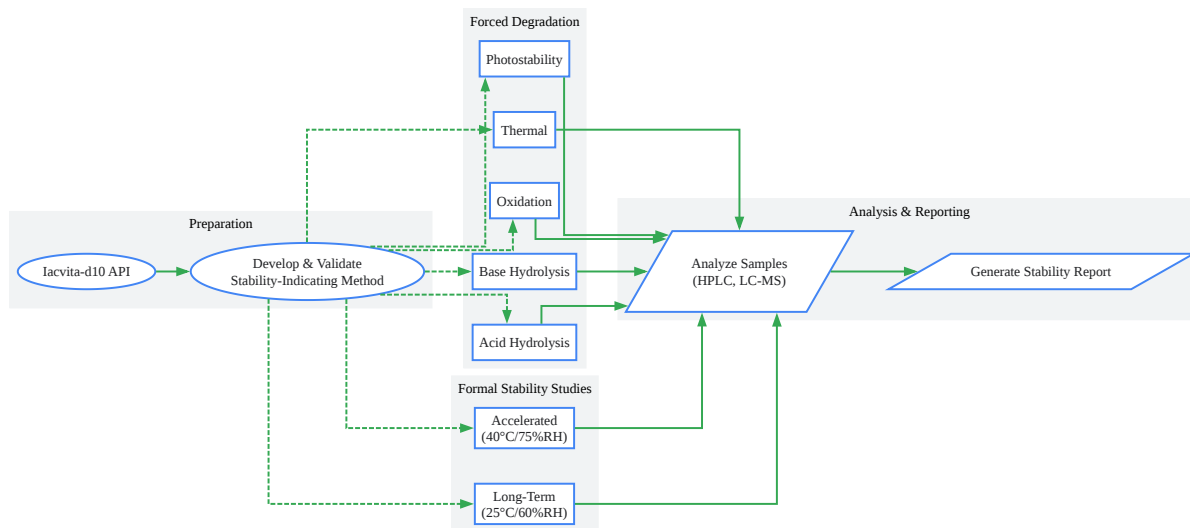 Forced Degradation
Photostability
Thermal
Oxidation
Preparation
Analysis & Reporting
Iacvita-d10 API
Develop & Validate
Stability-Indicating Method
Base Hydrolysis
Analyze Samples
(HPLC, LC-MS)
Generate Stability Report
Acid Hydrolysis
Formal Stability Studies
Accelerated
(40°C/75%RH)
Long-Term
(25°C/60%RH)